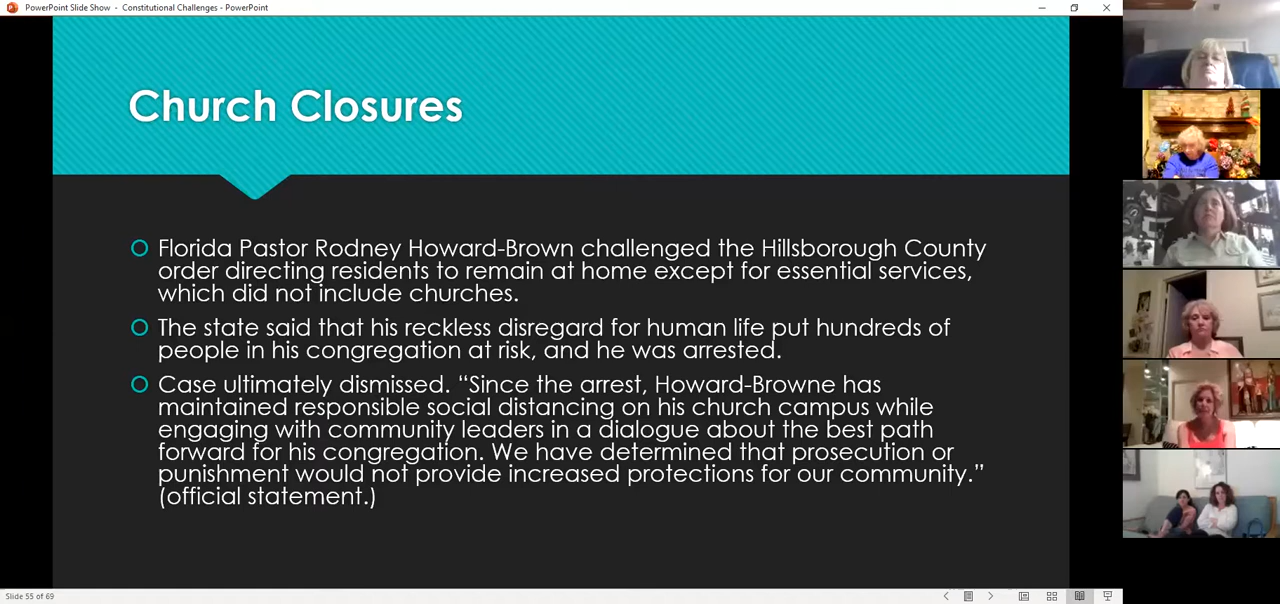 PowerPoint Slide Show - Constitutional Challenges - PowerPoint
Church Closures
Florida Pastor Rodney Howard-Brown challenged the Hillsborough County
order directing residents to remain at home except for essential services,
which did not include churches.
The state said that his reckless disregard for human life put hundreds of
people in his congregation at risk, and he was arrested.
Case ultimately dismissed. “Since the arrest, Howard-Browne has
maintained responsible social distancing on his church campus while
engaging with community leaders in a dialogue about the best path
forward for his congregation. We have determined that prosecution or
punishment would not provide increased protections for our community.”
(official statement.)
Slide 55 of 69